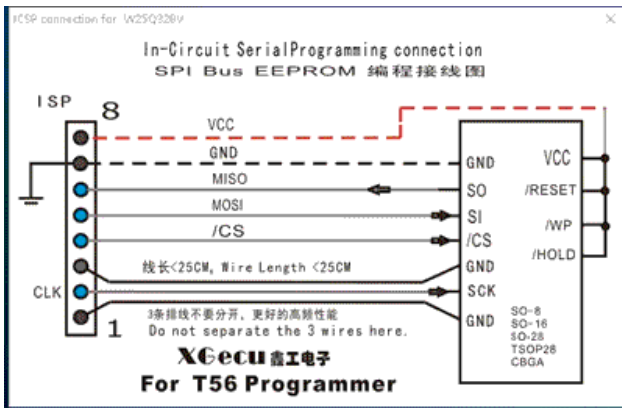 ICSP connection for W25Q32BV
In-Circuit SerialProgramming connection
SPI Bus EEPROM 编程接线图
ISP
8
VCC
GND
MISO
MOSI
/CS
线长<25CM, Wire Length <25CM
CLK
3条排线不要分开, 更好的高频性能
Do not separate the 3 wires here.
1
GND
SO
SI
/CS
GND
SCK
GND
VCC
/RESET
/WP
/HOLD
SO-8
SO-16
SO-28
TSOP28
CBGA
XGecu 鑫工电子
For T56 Programmer